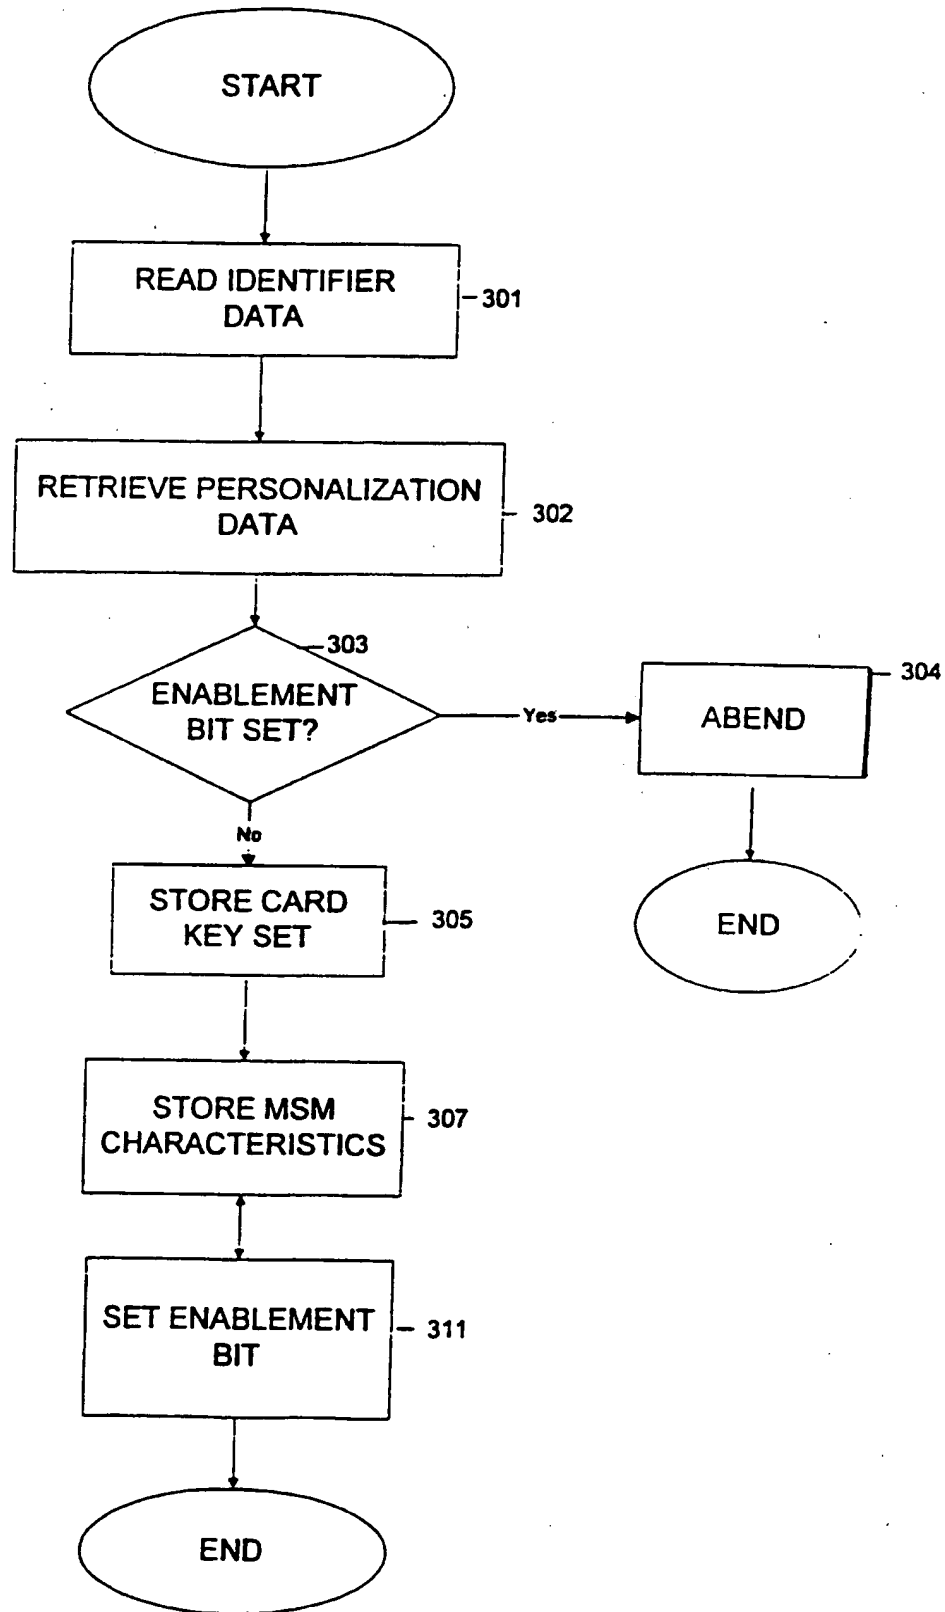 START
READ IDENTIFIER
DATA
301
RETRIEVE PERSONALIZATION
DATA
302
303
ENABLEMENT
BIT SET?
Yes
304
ABEND
END
No
STORE CARD
KEY SET
305
STORE MSM
CHARACTERISTICS
307
SET ENABLEMENT
BIT
311
END